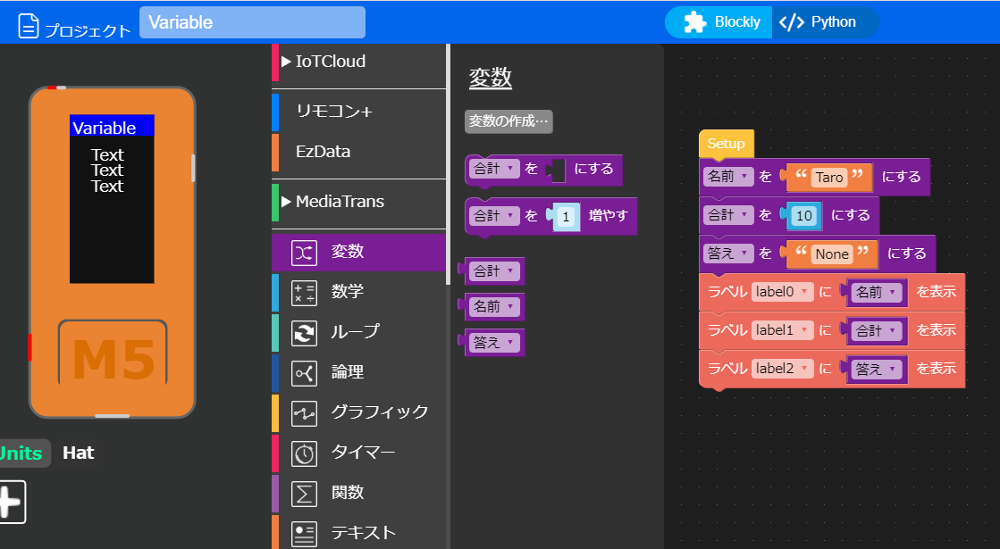 プロジェクト
Variable
Blockly
Python
Variable
Text
Text
Text
M5
Units
Hat
IoTCloud
リモコン+
EzData
MediaTrans
変数
数学
ループ
論理
グラフィック
タイマー
関数
テキスト
変数
変数の作成…
合計 を にする
合計 を 1 増やす
合計
名前
答え
Setup
名前 を “ Taro ” にする
合計 を 10 にする
答え を “ None ” にする
ラベル label0 に 名前 を表示
ラベル label1 に 合計 を表示
ラベル label2 に 答え を表示